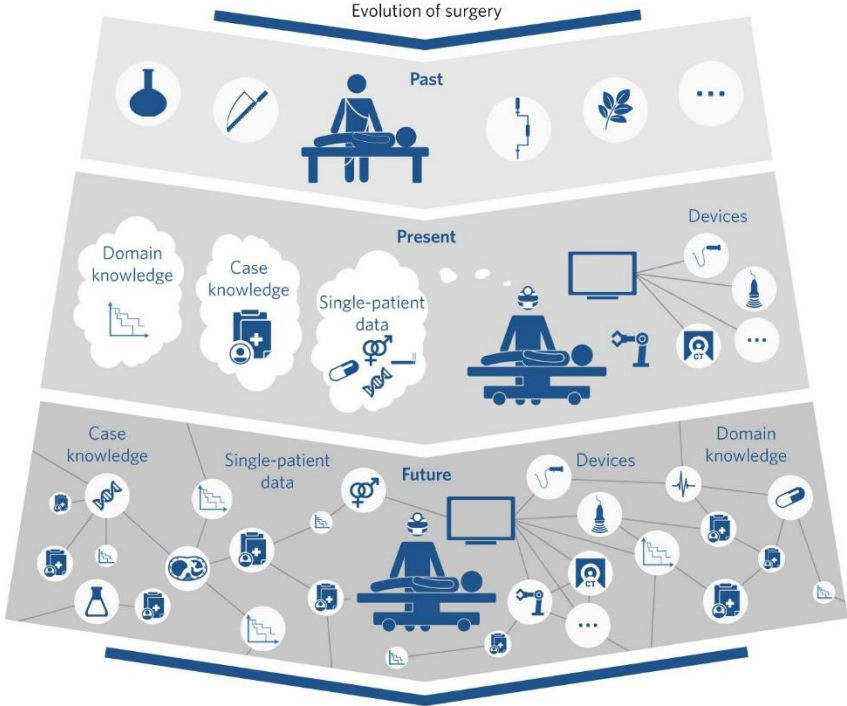 Evolution of surgery
Past
...
Present
Devices
Domain
knowledge
Case
knowledge
Single-patient
data
...
CT
Case
knowledge
Single-patient
data
Future
Devices
Domain
knowledge
CT
...